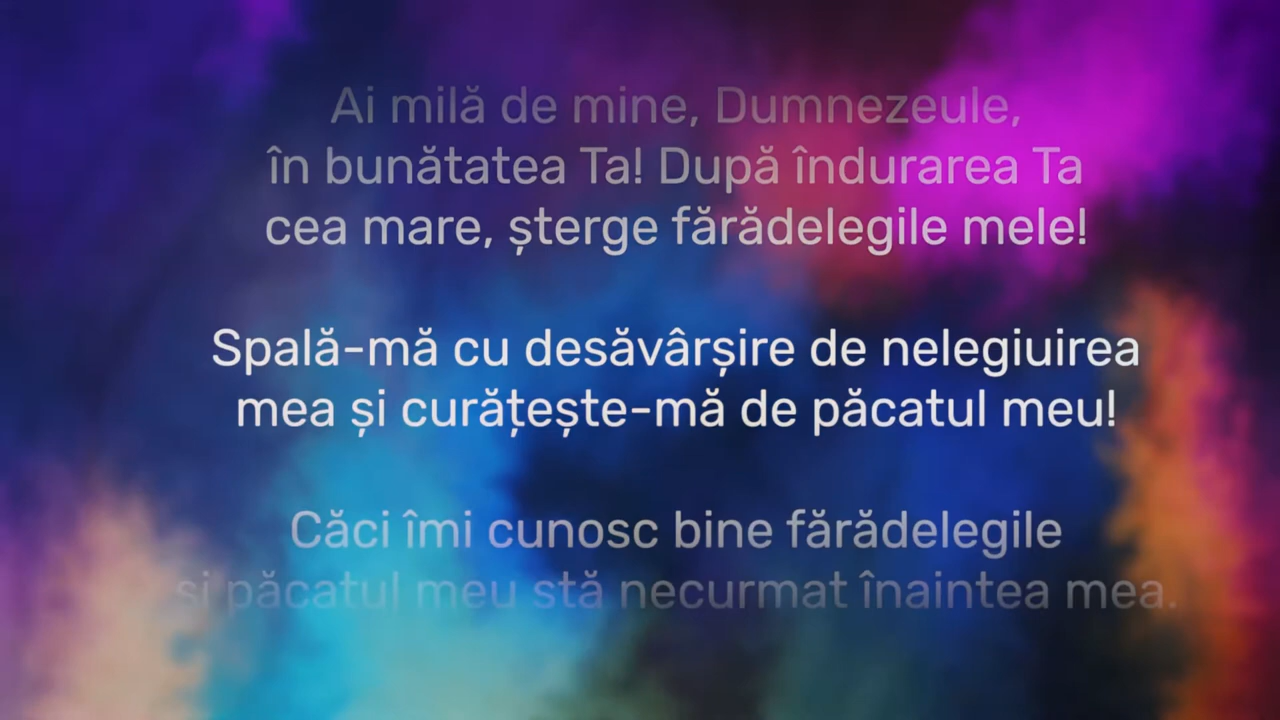 Ai milă de mine, Dumnezeule,
în bunătatea Ta! După îndurarea Ta
cea mare, șterge fărădelegile mele!
Spală-mă cu desăvârșire de nelegiuirea
mea și curățește-mă de păcatul meu!
Căci îmi cunosc bine fărădelegile
și păcatul meu stă necurmat înaintea mea.